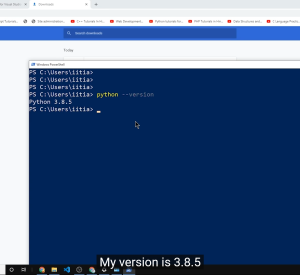 Downloads
Search downloads
Today
Windows PowerShell
PS C:\Users\iitia>
PS C:\Users\iitia>
PS C:\Users\iitia>
PS C:\Users\iitia> python --version
Python 3.8.5
PS C:\Users\iitia>
My version is 3.8.5